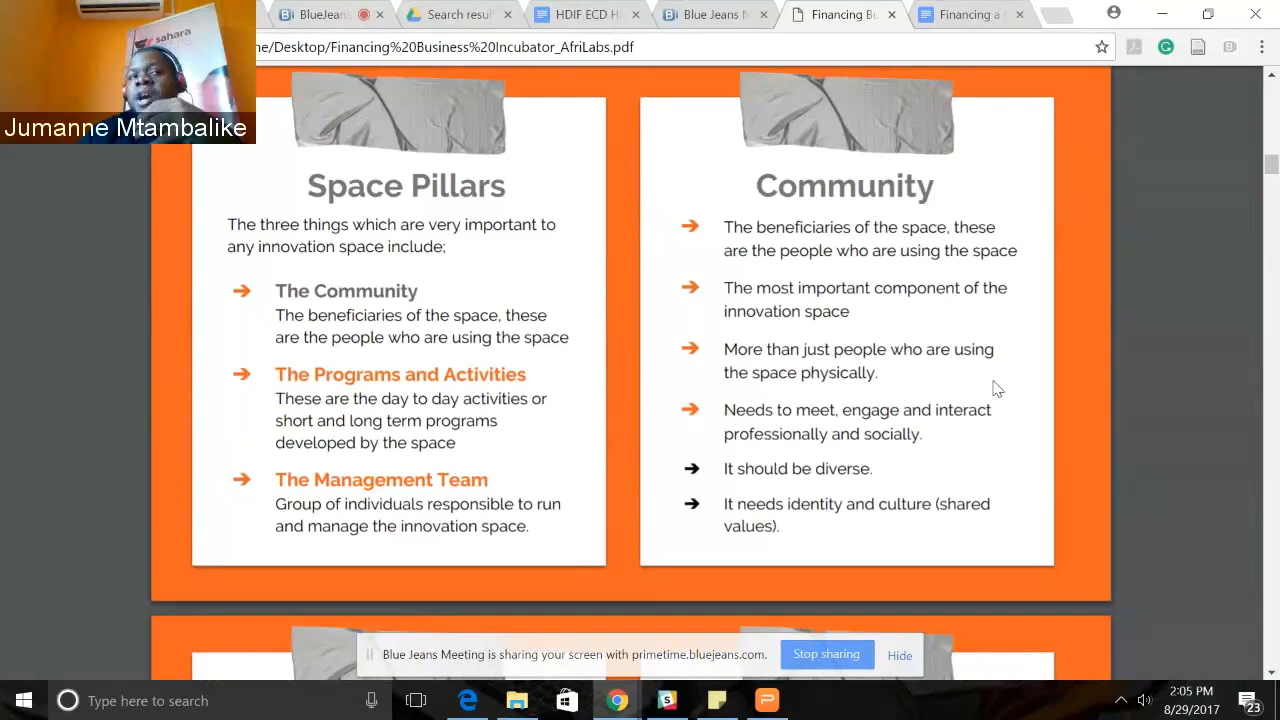 BlueJeans
Search resul
HDIF ECD Hi
Blue Jeans M
Financing Bu
Financing a
ne/Desktop/Financing%20Business%20Incubator_AfriLabs.pdf
sahara
Jumanne Mtambalike
Space Pillars
The three things which are very important to
any innovation space include;
➔ The Community
The beneficiaries of the space, these
are the people who are using the space
➔ The Programs and Activities
These are the day to day activities or
short and long term programs
developed by the space
➔ The Management Team
Group of individuals responsible to run
and manage the innovation space.
Community
➔ The beneficiaries of the space, these
are the people who are using the space
➔ The most important component of the
innovation space
➔ More than just people who are using
the space physically.
➔ Needs to meet, engage and interact
professionally and socially.
➔ It should be diverse.
➔ It needs identity and culture (shared
values).
Blue Jeans Meeting is sharing your screen with primetime.bluejeans.com.
Stop sharing
Hide
Type here to search
2:05 PM
8/29/2017
23